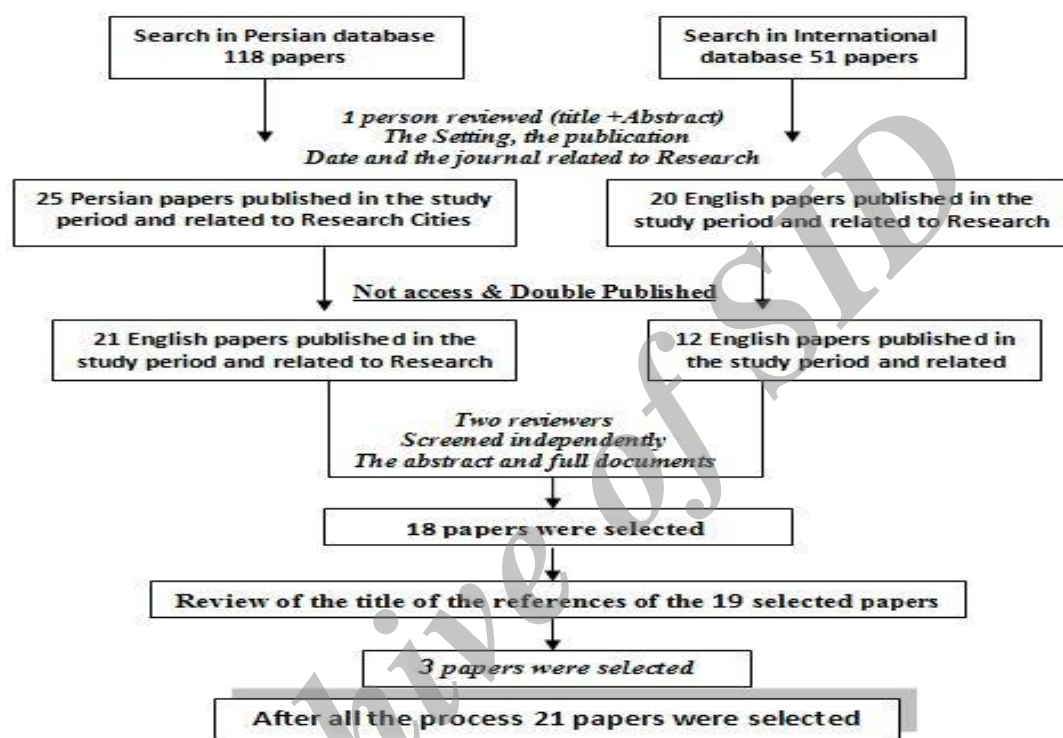 Search in Persian database
118 papers
Search in International
database 51 papers
1 person reviewed (title +Abstract)
The Setting, the publication
Date and the journal related to Research
25 Persian papers published in the study
period and related to Research Cities
20 English papers published in the
study period and related to Research
Not access & Double Published
21 English papers published in the
study period and related to Research
12 English papers published in
the study period and related
Two reviewers
Screened independently
The abstract and full documents
18 papers were selected
Review of the title of the references of the 19 selected papers
3 papers were selected
After all the process 21 papers were selected
hive of SID